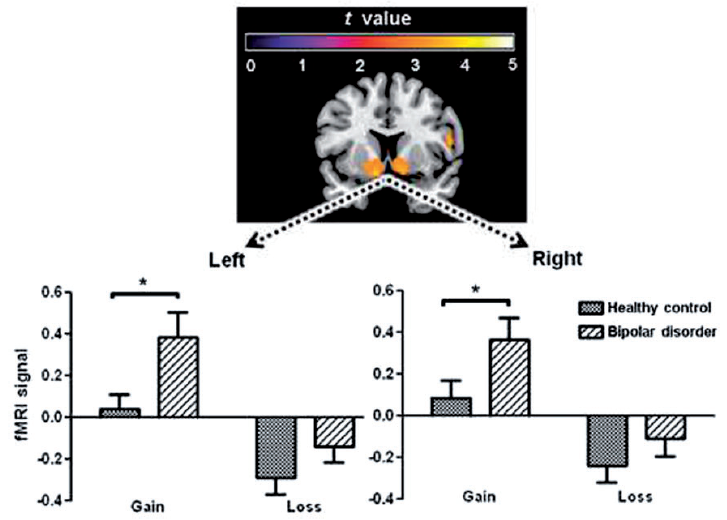 t value
0 1 2 3 4 5
Left
Right
fMRI signal
0.6
0.4
0.2
0.0
-0.2
-0.4
*
Gain
Loss
0.6
0.4
0.2
0.0
-0.2
-0.4
*
Gain
Loss
Healthy control
Bipolar disorder